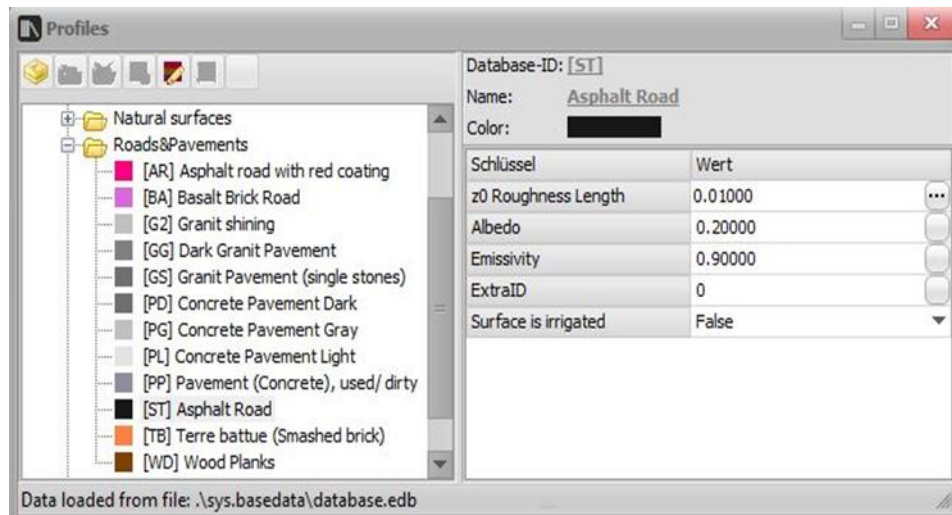 Profiles
Natural surfaces
Roads&Pavements
[AR] Asphalt road with red coating
[BA] Basalt Brick Road
[G2] Granit shining
[GG] Dark Granit Pavement
[GS] Granit Pavement (single stones)
[PD] Concrete Pavement Dark
[PG] Concrete Pavement Gray
[PL] Concrete Pavement Light
[PP] Pavement (Concrete), used/ dirty
[ST] Asphalt Road
[TB] Terre battue (Smashed brick)
[WD] Wood Planks
Database-ID: [ST]
Name: Asphalt Road
Color:
Schlüssel Wert
z0 Roughness Length 0.01000
Albedo 0.20000
Emissivity 0.90000
ExtraID 0
Surface is irrigated False
Data loaded from file: .\sys.basedata\database.edb